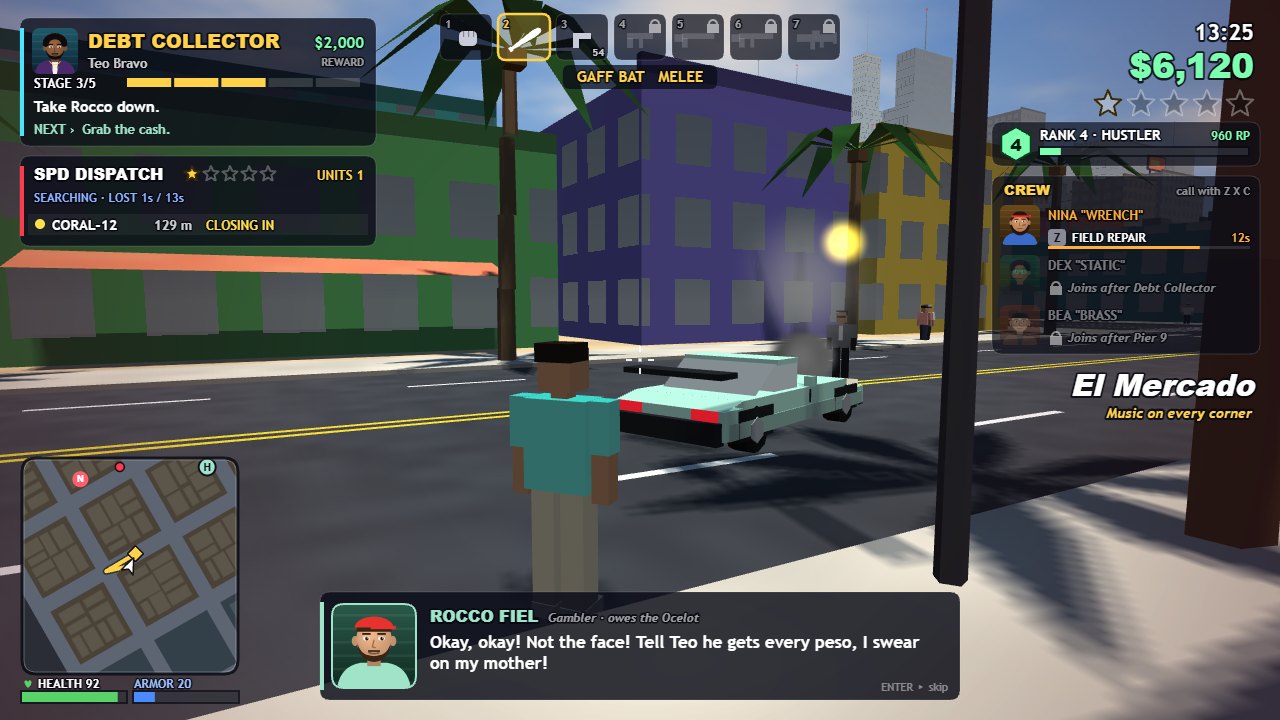 DEBT COLLECTOR
$2,000
Teo Bravo
REWARD
STAGE 3/5
Take Rocco down.
NEXT › Grab the cash.
SPD DISPATCH
UNITS 1
SEARCHING · LOST 1s / 13s
CORAL-12 129 m CLOSING IN
1 2 3 4 5 6 7
54
GAFF BAT MELEE
13:25
$6,120
4
RANK 4 · HUSTLER
960 RP
CREW
call with Z X C
NINA "WRENCH"
Z FIELD REPAIR 12s
DEX "STATIC"
Joins after Debt Collector
BEA "BRASS"
Joins after Pier 9
El Mercado
Music on every corner
N
H
HEALTH 92
ARMOR 20
ROCCO FIEL Gambler · owes the Ocelot
Okay, okay! Not the face! Tell Teo he gets every peso, I swear
on my mother!
ENTER ▸ skip